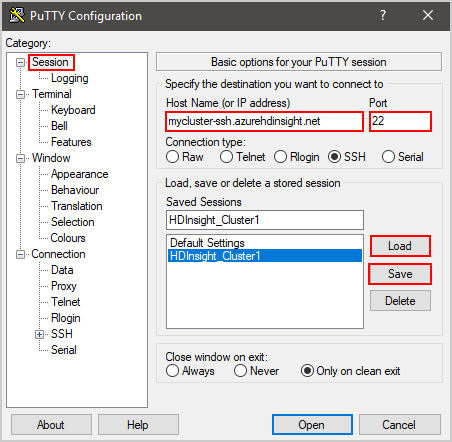 PuTTY Configuration
?
Category:
Session
Logging
Terminal
Keyboard
Bell
Features
Window
Appearance
Behaviour
Translation
Selection
Colours
Connection
Data
Proxy
Telnet
Rlogin
SSH
Serial
Basic options for your PuTTY session
Specify the destination you want to connect to
Host Name (or IP address) Port
mycluster-ssh.azurehdinsight.net 22
Connection type:
Raw Telnet Rlogin SSH Serial
Load, save or delete a stored session
Saved Sessions
HDInsight_Cluster1
Default Settings
HDInsight_Cluster1
Load
Save
Delete
Close window on exit:
Always Never Only on clean exit
About Help Open Cancel